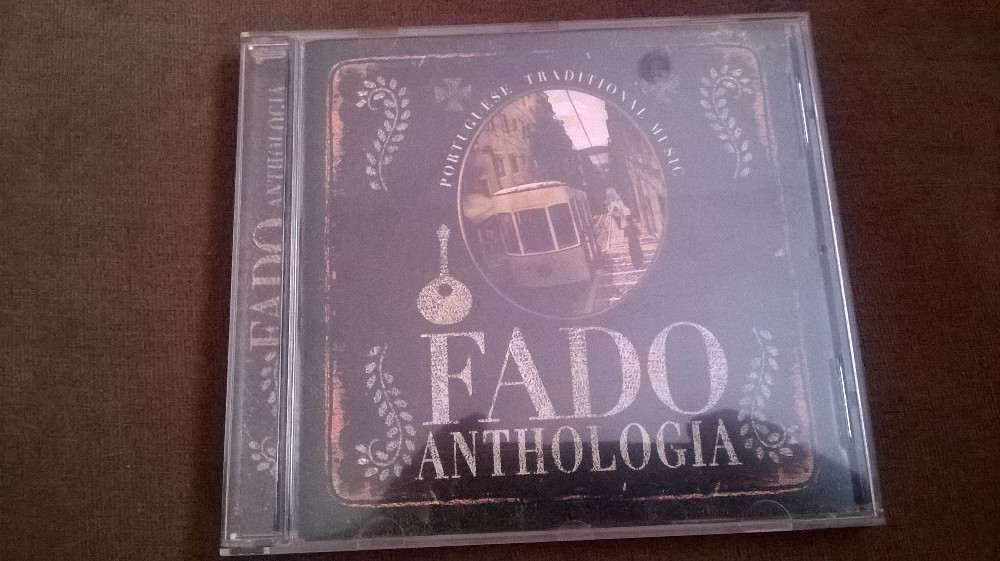 FADO ANTHOLOGIA
PORTUGUESE TRADITIONAL MUSIC
FADO
ANTHOLOGIA